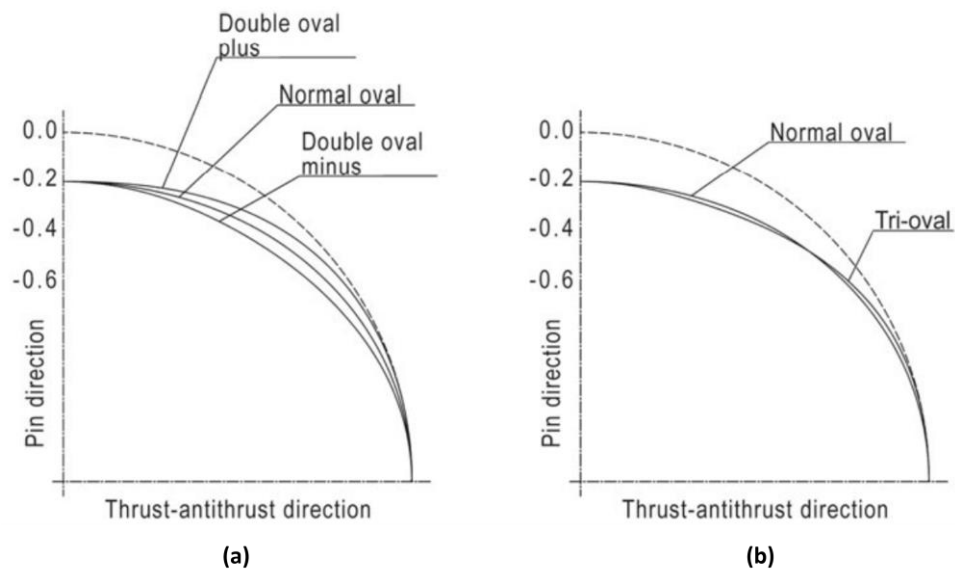 Double oval
plus
Normal oval
Double oval
minus
0.0
-0.2
-0.4
-0.6
Pin direction
Thrust-antithrust direction
(a)
0.0
-0.2
-0.4
-0.6
Normal oval
Tri-oval
Pin direction
Thrust-antithrust direction
(b)